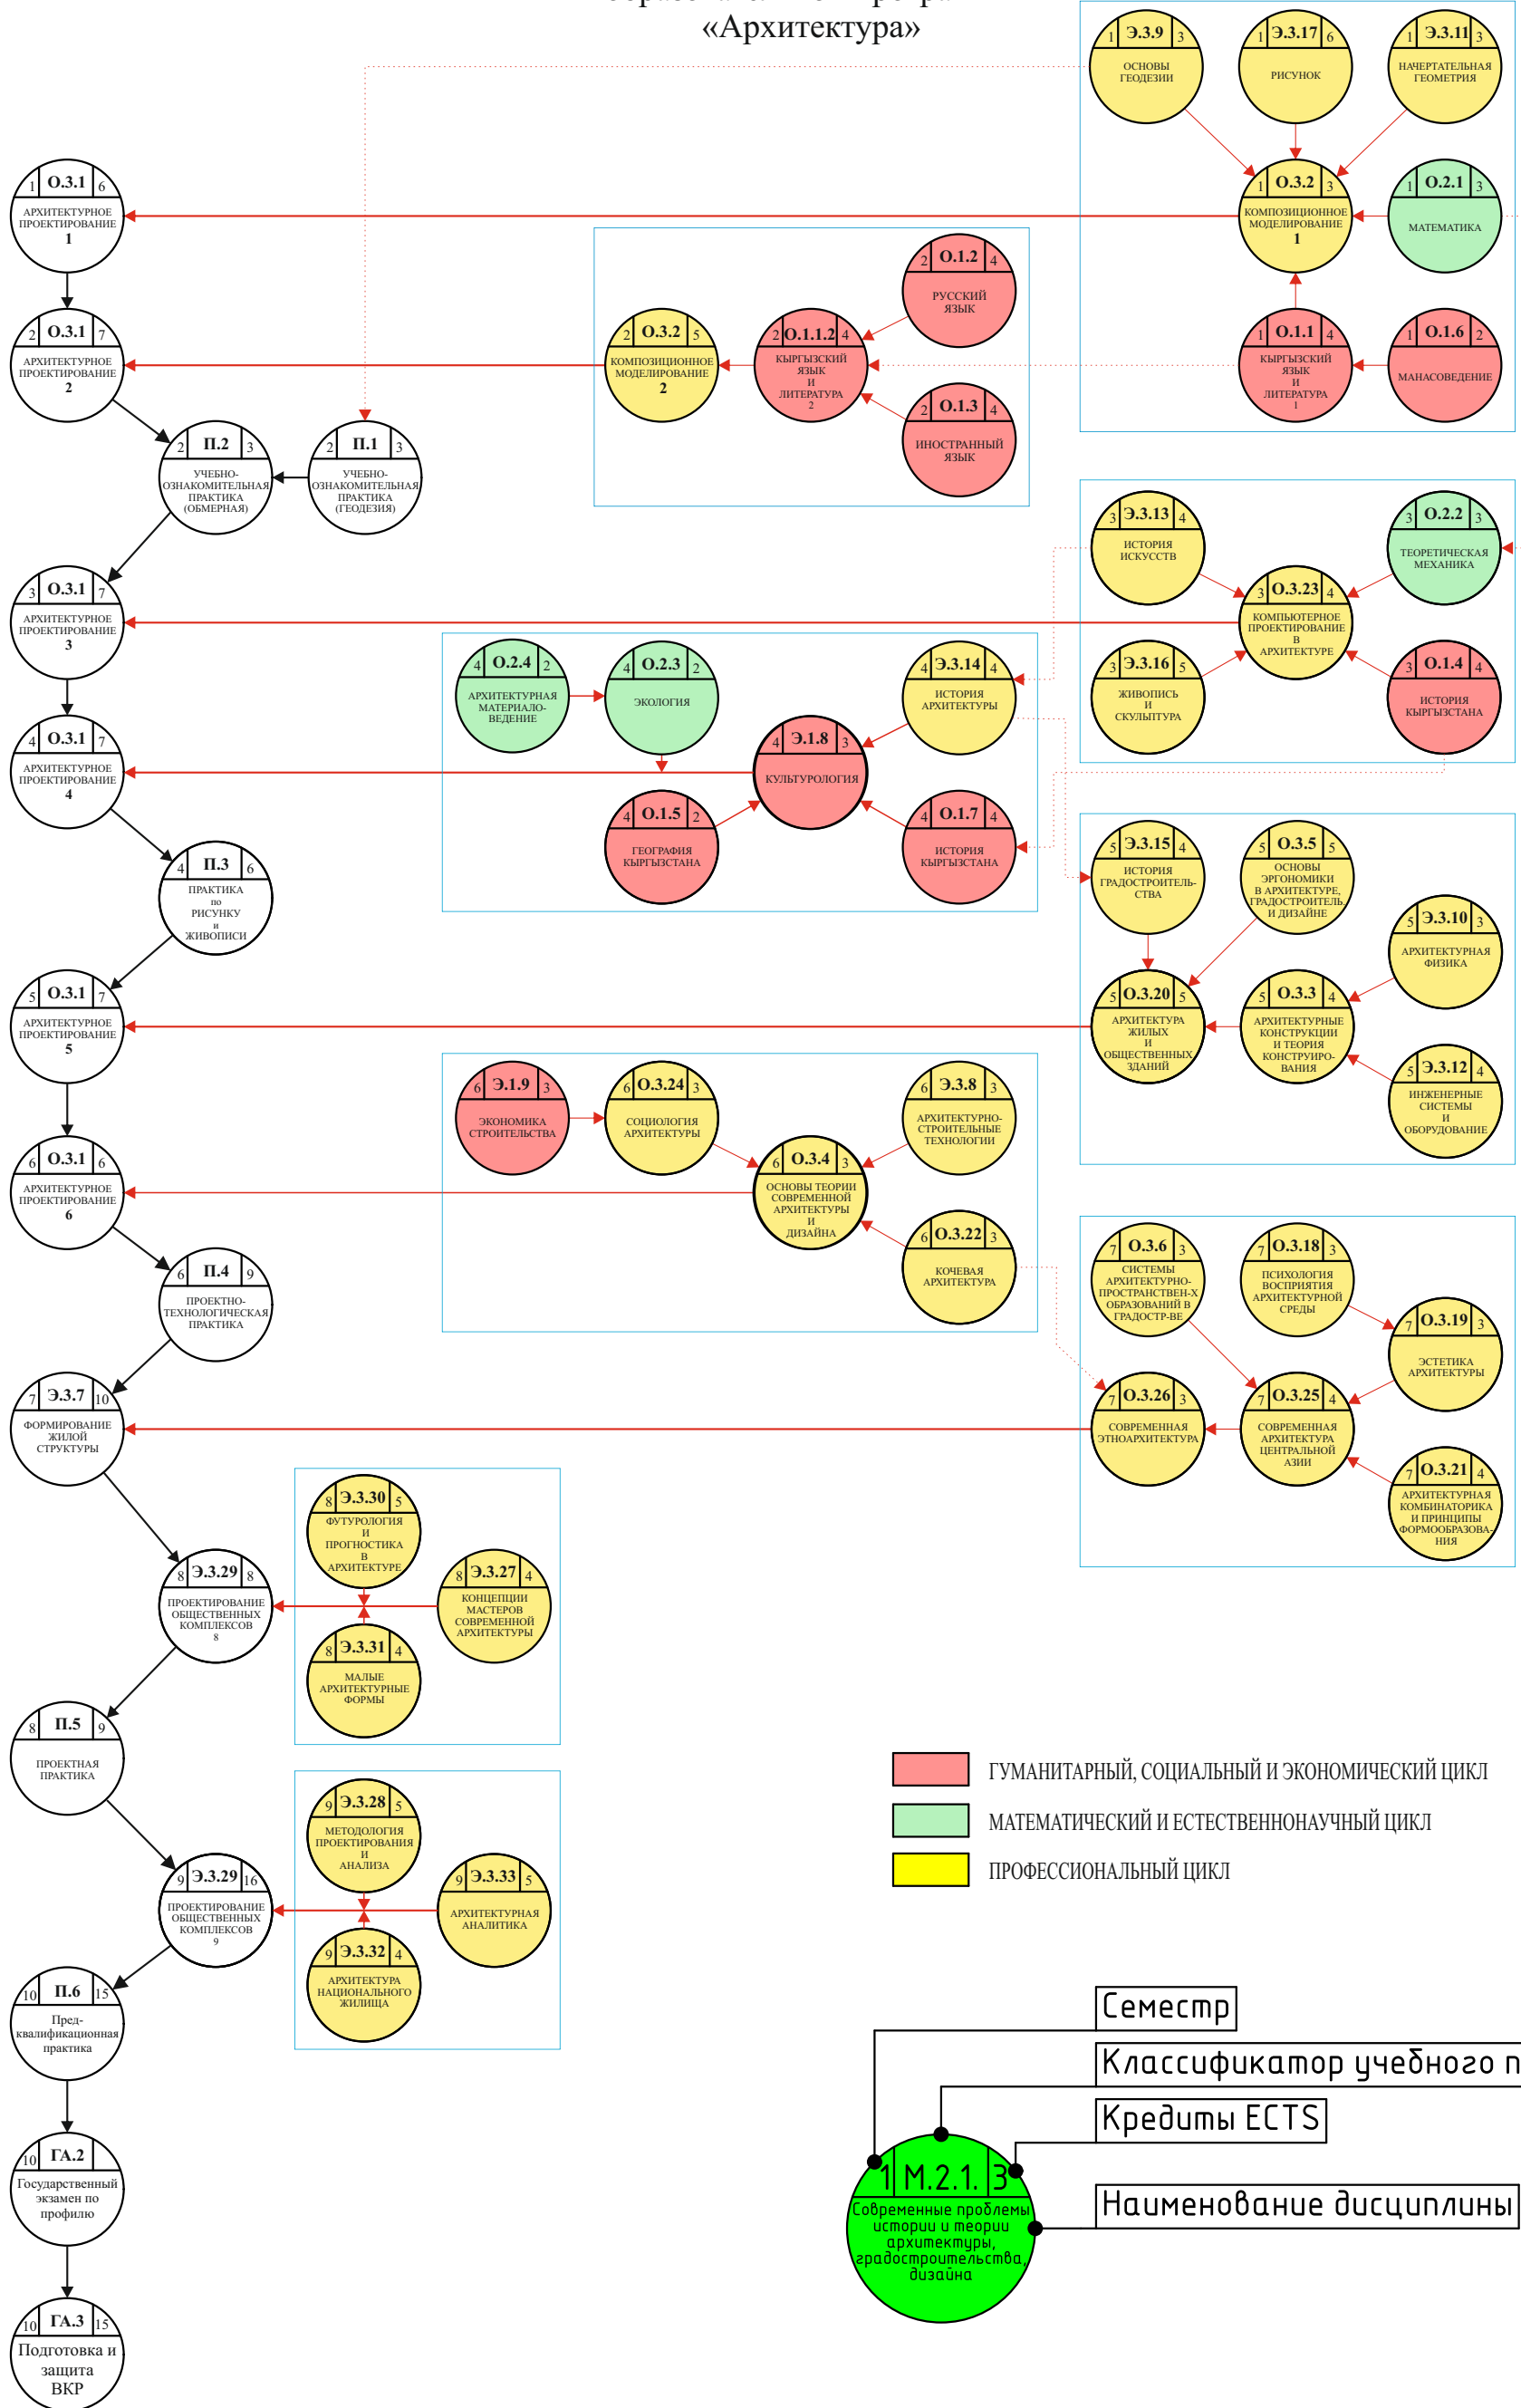 «Архитектура»
1 Э.3.9 3
ОСНОВЫ
ГЕОДЕЗИИ
1 Э.3.17 6
РИСУНОК
1 Э.3.11 3
НАЧЕРТАТЕЛЬНАЯ
ГЕОМЕТРИЯ
1 О.3.1 6
АРХИТЕКТУРНОЕ
ПРОЕКТИРОВАНИЕ
1
1 О.3.2 3
КОМПОЗИЦИОННОЕ
МОДЕЛИРОВАНИЕ
1
1 О.2.1 3
МАТЕМАТИКА
2 О.1.2 4
РУССКИЙ
ЯЗЫК
2 О.3.1 7
АРХИТЕКТУРНОЕ
ПРОЕКТИРОВАНИЕ
2
2 О.3.2 5
КОМПОЗИЦИОННОЕ
МОДЕЛИРОВАНИЕ
2
2 О.1.1.2 4
КЫРГЫЗСКИЙ
ЯЗЫК
И
ЛИТЕРАТУРА
2
1 О.1.1 4
КЫРГЫЗСКИЙ
ЯЗЫК
И
ЛИТЕРАТУРА
1
1 О.1.6 2
МАНАСОВЕДЕНИЕ
2 О.1.3 4
ИНОСТРАННЫЙ
ЯЗЫК
2 П.2 3
УЧЕБНО-
ОЗНАКОМИТЕЛЬНАЯ
ПРАКТИКА
(ОБМЕРНАЯ)
2 П.1 3
УЧЕБНО-
ОЗНАКОМИТЕЛЬНАЯ
ПРАКТИКА
(ГЕОДЕЗИЯ)
3 Э.3.13 4
ИСТОРИЯ
ИСКУССТВ
3 О.2.2 3
ТЕОРЕТИЧЕСКАЯ
МЕХАНИКА
3 О.3.1 7
АРХИТЕКТУРНОЕ
ПРОЕКТИРОВАНИЕ
3
3 О.3.23 4
КОМПЬЮТЕРНОЕ
ПРОЕКТИРОВАНИЕ
В
АРХИТЕКТУРЕ
3 Э.3.16 5
ЖИВОПИСЬ
И
СКУЛЬПТУРА
3 О.1.4 4
ИСТОРИЯ
КЫРГЫЗСТАНА
4 О.2.4 2
АРХИТЕКТУРНАЯ
МАТЕРИАЛО-
ВЕДЕНИЕ
4 О.2.3 2
ЭКОЛОГИЯ
4 Э.3.14 4
ИСТОРИЯ
АРХИТЕКТУРЫ
4 О.3.1 7
АРХИТЕКТУРНОЕ
ПРОЕКТИРОВАНИЕ
4
4 Э.1.8 3
КУЛЬТУРОЛОГИЯ
4 О.1.5 2
ГЕОГРАФИЯ
КЫРГЫЗСТАНА
4 О.1.7 4
ИСТОРИЯ
КЫРГЫЗСТАНА
4 П.3 6
ПРАКТИКА
по
РИСУНКУ
и
ЖИВОПИСИ
5 Э.3.15 4
ИСТОРИЯ
ГРАДОСТРОИТЕЛЬ-
СТВА
5 О.3.5 5
ОСНОВЫ
ЭРГОНОМИКИ
В АРХИТЕКТУРЕ,
ГРАДОСТРОИТЕЛЬ.
И ДИЗАЙНЕ
5 Э.3.10 3
АРХИТЕКТУРНАЯ
ФИЗИКА
5 О.3.1 7
АРХИТЕКТУРНОЕ
ПРОЕКТИРОВАНИЕ
5
5 О.3.20 5
АРХИТЕКТУРА
ЖИЛЫХ
И
ОБЩЕСТВЕННЫХ
ЗДАНИЙ
5 О.3.3 4
АРХИТЕКТУРНЫЕ
КОНСТРУКЦИИ
И ТЕОРИЯ
КОНСТРУИРО-
ВАНИЯ
5 Э.3.12 4
ИНЖЕНЕРНЫЕ
СИСТЕМЫ
И
ОБОРУДОВАНИЕ
6 Э.1.9 3
ЭКОНОМИКА
СТРОИТЕЛЬСТВА
6 О.3.24 3
СОЦИОЛОГИЯ
АРХИТЕКТУРЫ
6 Э.3.8 3
АРХИТЕКТУРНО-
СТРОИТЕЛЬНЫЕ
ТЕХНОЛОГИИ
6 О.3.1 6
АРХИТЕКТУРНОЕ
ПРОЕКТИРОВАНИЕ
6
6 О.3.4 3
ОСНОВЫ ТЕОРИИ
СОВРЕМЕННОЙ
АРХИТЕКТУРЫ
И
ДИЗАЙНА
6 О.3.22 3
КОЧЕВАЯ
АРХИТЕКТУРА
6 П.4 9
ПРОЕКТНО-
ТЕХНОЛОГИЧЕСКАЯ
ПРАКТИКА
7 О.3.6 3
СИСТЕМЫ
АРХИТЕКТУРНО-
ПРОСТРАНСТВЕН-Х
ОБРАЗОВАНИЙ В
ГРАДОСТР-ВЕ
7 О.3.18 3
ПСИХОЛОГИЯ
ВОСПРИЯТИЯ
АРХИТЕКТУРНОЙ
СРЕДЫ
7 О.3.19 3
ЭСТЕТИКА
АРХИТЕКТУРЫ
7 Э.3.7 10
ФОРМИРОВАНИЕ
ЖИЛОЙ
СТРУКТУРЫ
7 О.3.26 3
СОВРЕМЕННАЯ
ЭТНОАРХИТЕКТУРА
7 О.3.25 4
СОВРЕМЕННАЯ
АРХИТЕКТУРА
ЦЕНТРАЛЬНОЙ
АЗИИ
7 О.3.21 4
АРХИТЕКТУРНАЯ
КОМБИНАТОРИКА
И ПРИНЦИПЫ
ФОРМООБРАЗОВА-
НИЯ
8 Э.3.30 5
ФУТУРОЛОГИЯ
И
ПРОГНОСТИКА
В
АРХИТЕКТУРЕ
8 Э.3.29 8
ПРОЕКТИРОВАНИЕ
ОБЩЕСТВЕННЫХ
КОМПЛЕКСОВ
8
8 Э.3.27 4
КОНЦЕПЦИИ
МАСТЕРОВ
СОВРЕМЕННОЙ
АРХИТЕКТУРЫ
8 Э.3.31 4
МАЛЫЕ
АРХИТЕКТУРНЫЕ
ФОРМЫ
8 П.5 9
ПРОЕКТНАЯ
ПРАКТИКА
ГУМАНИТАРНЫЙ, СОЦИАЛЬНЫЙ И ЭКОНОМИЧЕСКИЙ ЦИКЛ
МАТЕМАТИЧЕСКИЙ И ЕСТЕСТВЕННОНАУЧНЫЙ ЦИКЛ
ПРОФЕССИОНАЛЬНЫЙ ЦИКЛ
9 Э.3.28 5
МЕТОДОЛОГИЯ
ПРОЕКТИРОВАНИЯ
И
АНАЛИЗА
9 Э.3.29 16
ПРОЕКТИРОВАНИЕ
ОБЩЕСТВЕННЫХ
КОМПЛЕКСОВ
9
9 Э.3.33 5
АРХИТЕКТУРНАЯ
АНАЛИТИКА
9 Э.3.32 4
АРХИТЕКТУРА
НАЦИОНАЛЬНОГО
ЖИЛИЩА
10 П.6 15
Пред-
квалификационная
практика
10 ГА.2
Государственный
экзамен по
профилю
10 ГА.3 15
Подготовка и
защита
ВКР
Семестр
Классификатор учебного п
Кредиты ECTS
Наименование дисциплины
1 М.2.1. 3
Современные проблемы
истории и теории
архитектуры,
градостроительства,
дизайна